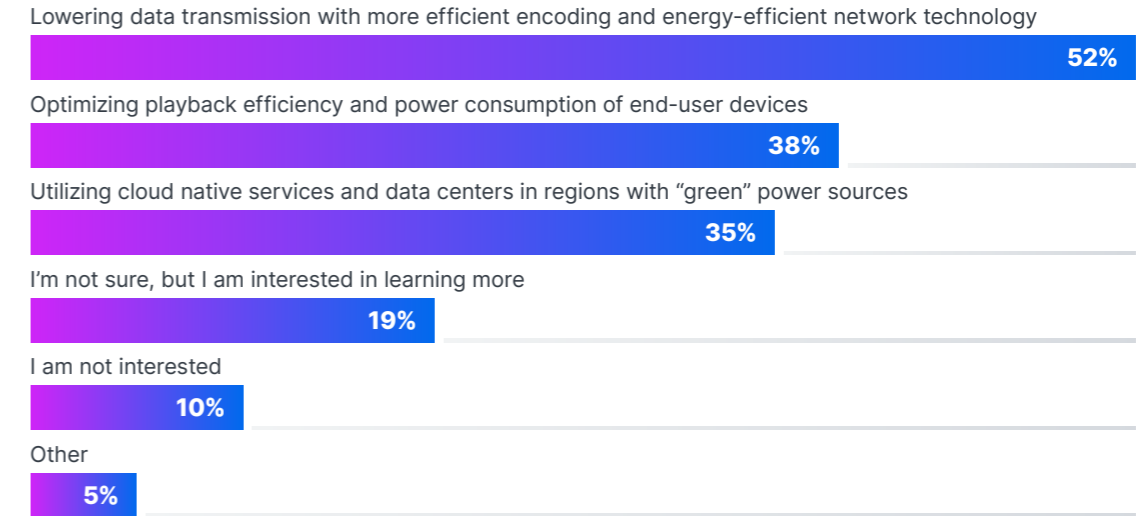 Lowering data transmission with more efficient encoding and energy-efficient network technology
52%
Optimizing playback efficiency and power consumption of end-user devices
38%
Utilizing cloud native services and data centers in regions with “green” power sources
35%
I’m not sure, but I am interested in learning more
19%
I am not interested
10%
Other
5%